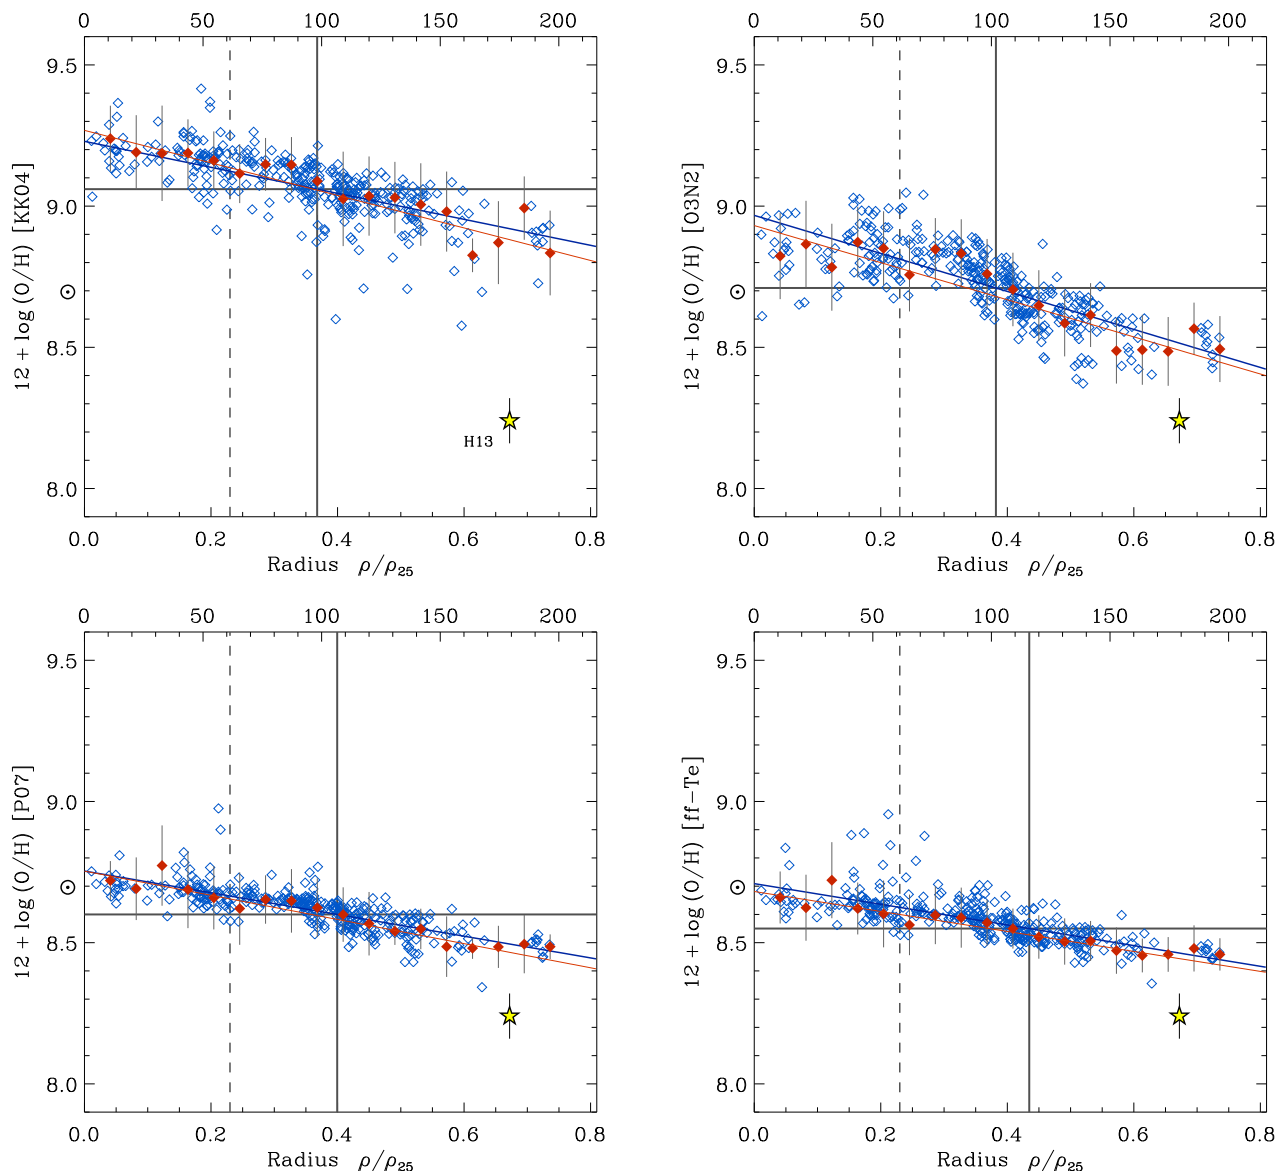 0 50 100 150 200
0 50 100 150 200
12 + log(O/H) [KK04]
9.5
9.0
8.5
8.0
⊙
H13
0.0 0.2 0.4 0.6 0.8
Radius ρ/ρ25
12 + log(O/H) [O3N2]
9.5
9.0
8.5
8.0
⊙
0.0 0.2 0.4 0.6 0.8
Radius ρ/ρ25
0 50 100 150 200
0 50 100 150 200
12 + log(O/H) [P07]
9.5
9.0
8.5
8.0
⊙
0.0 0.2 0.4 0.6 0.8
Radius ρ/ρ25
12 + log(O/H) [ff-Te]
9.5
9.0
8.5
8.0
⊙
0.0 0.2 0.4 0.6 0.8
Radius ρ/ρ25